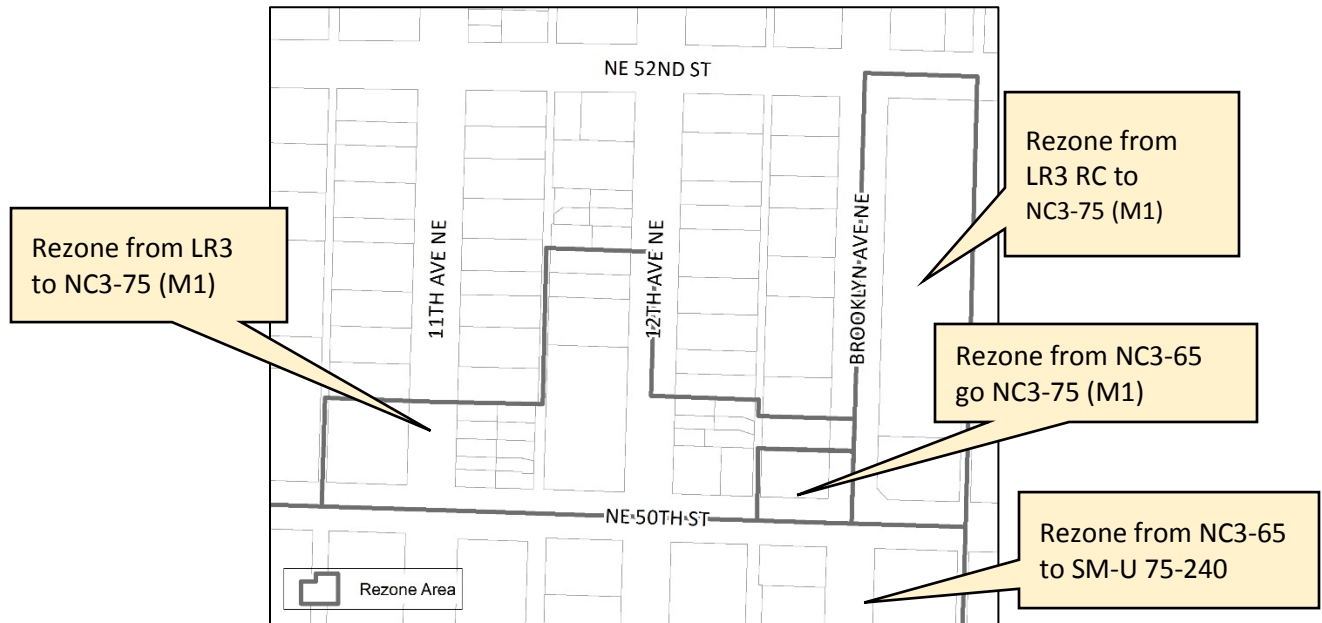 NE 52ND ST
Rezone from
LR3 RC to
NC3-75 (M1)
Rezone from LR3
to NC3-75 (M1)
11TH AVE NE
12TH AVE NE
BROOKLYN AVE NE
Rezone from NC3-65
go NC3-75 (M1)
NE 50TH ST
Rezone from NC3-65
to SM-U 75-240
Rezone Area